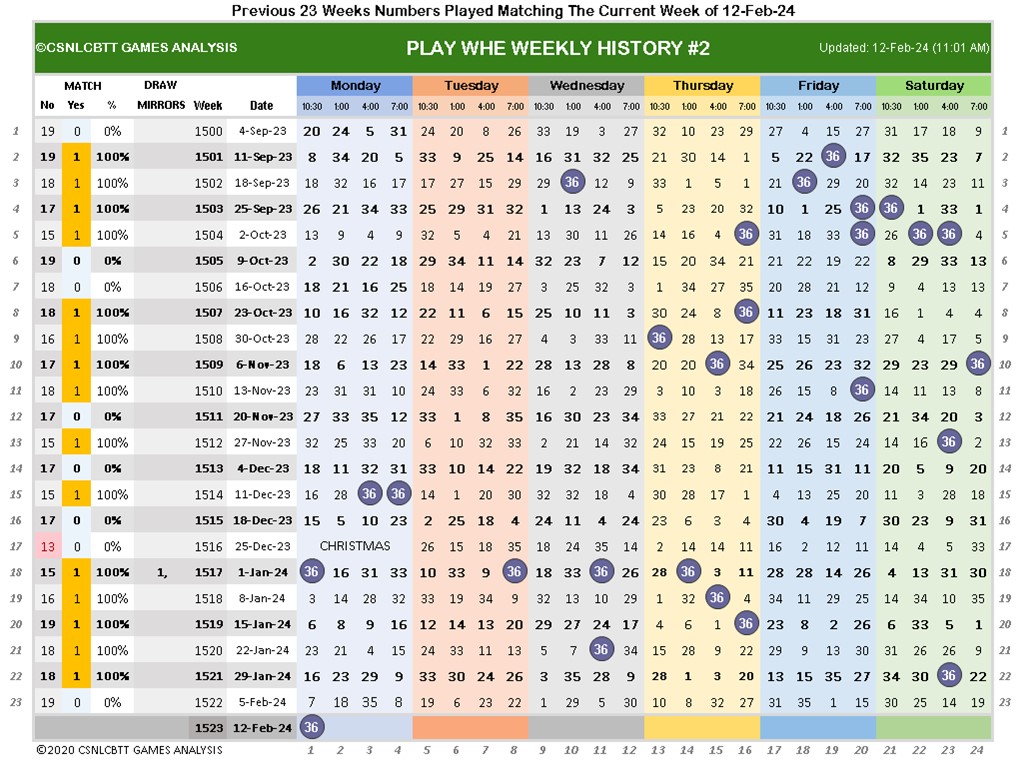 Previous 23 Weeks Numbers Played Matching The Current Week of 12-Feb-24
©CSNLCBTT GAMES ANALYSIS PLAY WHE WEEKLY HISTORY #2 Updated: 12-Feb-24 (11:01 AM)
MATCH DRAW Monday Tuesday Wednesday Thursday Friday Saturday
No Yes % MIRRORS Week Date 10:30 1:00 4:00 7:00 10:30 1:00 4:00 7:00 10:30 1:00 4:00 7:00 10:30 1:00 4:00 7:00 10:30 1:00 4:00 7:00 10:30 1:00 4:00 7:00
1 19 0 0% 1500 4-Sep-23 20 24 5 31 24 20 8 26 33 19 3 27 32 10 23 29 27 4 15 27 31 17 18 9 1
2 19 1 100% 1501 11-Sep-23 8 34 20 5 33 9 25 14 16 31 32 25 21 30 14 1 5 22 36 17 32 35 23 7 2
3 18 1 100% 1502 18-Sep-23 18 32 16 17 17 27 15 29 29 36 12 9 33 1 5 1 21 36 29 20 32 14 23 11 3
4 17 1 100% 1503 25-Sep-23 26 21 34 33 25 29 31 32 1 13 24 3 5 23 20 32 10 1 25 36 36 1 33 1 4
5 15 1 100% 1504 2-Oct-23 13 9 4 9 32 5 4 21 13 30 11 26 14 16 4 36 31 18 33 36 26 36 36 4 5
6 19 0 0% 1505 9-Oct-23 2 30 22 18 29 34 11 14 32 23 7 12 15 20 34 21 21 22 19 22 8 29 33 13 6
7 18 0 0% 1506 16-Oct-23 18 21 16 25 18 14 19 27 3 25 32 3 1 34 27 35 20 28 21 12 9 4 13 13 7
8 18 1 100% 1507 23-Oct-23 10 16 32 12 22 11 6 15 25 10 11 3 30 24 8 36 11 23 18 31 16 1 4 4 8
9 16 1 100% 1508 30-Oct-23 28 22 26 17 22 29 16 27 4 3 33 11 36 28 13 17 33 15 31 23 27 4 17 5 9
10 17 1 100% 1509 6-Nov-23 18 6 13 23 14 33 1 22 28 13 28 8 20 20 36 34 25 26 23 32 29 23 29 36 10
11 18 1 100% 1510 13-Nov-23 23 31 31 10 24 33 6 32 16 2 23 29 3 10 3 18 26 15 8 36 14 11 13 8 11
12 17 0 0% 1511 20-Nov-23 27 33 35 12 33 1 8 35 16 30 23 34 33 27 21 22 21 24 18 26 21 34 20 3 12
13 15 1 100% 1512 27-Nov-23 32 25 33 20 6 10 32 33 2 21 14 32 24 15 19 25 22 26 15 24 14 16 36 2 13
14 17 0 0% 1513 4-Dec-23 18 11 32 31 33 10 14 22 19 32 18 34 31 23 8 21 11 15 31 11 20 5 9 20 14
15 15 1 100% 1514 11-Dec-23 16 28 36 36 14 1 20 30 32 32 18 4 30 28 17 1 4 13 25 20 11 3 28 18 15
16 17 0 0% 1515 18-Dec-23 15 5 10 23 2 25 18 4 24 11 4 24 23 6 3 4 30 4 19 7 30 23 9 31 16
17 13 0 0% 1516 25-Dec-23 CHRISTMAS 26 15 18 35 18 24 35 14 2 14 14 11 16 2 12 11 14 4 5 33 17
18 15 1 100% 1, 1517 1-Jan-24 36 16 31 33 10 33 9 36 18 33 36 26 28 36 3 11 28 28 14 26 4 13 31 30 18
19 16 1 100% 1518 8-Jan-24 3 14 28 32 33 19 34 9 32 13 10 29 1 32 36 4 34 11 29 25 14 34 10 35 19
20 19 1 100% 1519 15-Jan-24 6 8 9 16 12 14 13 20 29 27 24 17 4 6 1 36 23 8 2 26 6 33 5 1 20
21 18 1 100% 1520 22-Jan-24 23 21 4 15 24 33 11 13 5 7 36 34 15 28 9 22 9 9 13 30 31 26 26 9 21
22 18 1 100% 1521 29-Jan-24 16 23 29 9 33 30 24 26 3 35 28 9 28 1 3 20 13 15 35 27 34 30 36 22 22
23 19 0 0% 1522 5-Feb-24 7 18 35 8 19 6 23 22 1 29 5 30 10 8 32 27 31 35 1 15 30 25 14 19 23
1523 12-Feb-24 36
©2020 CSNLCBTT GAMES ANALYSIS 1 2 3 4 5 6 7 8 9 10 11 12 13 14 15 16 17 18 19 20 21 22 23 24